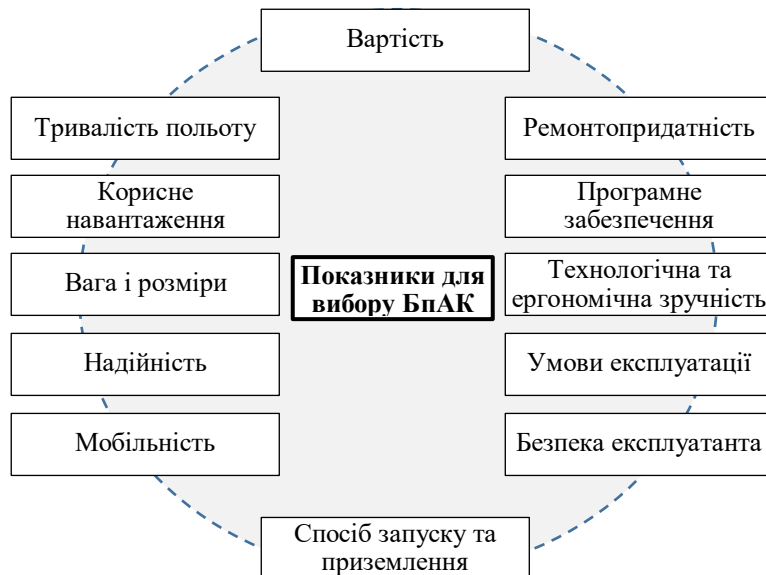 Вартість
Тривалість польоту
Ремонтопридатність
Корисне
навантаження
Програмне
забезпечення
Вага і розміри
Показники для
вибору БпАК
Технологічна та
ергономічна зручність
Надійність
Умови експлуатації
Мобільність
Безпека експлуатанта
Спосіб запуску та
приземлення